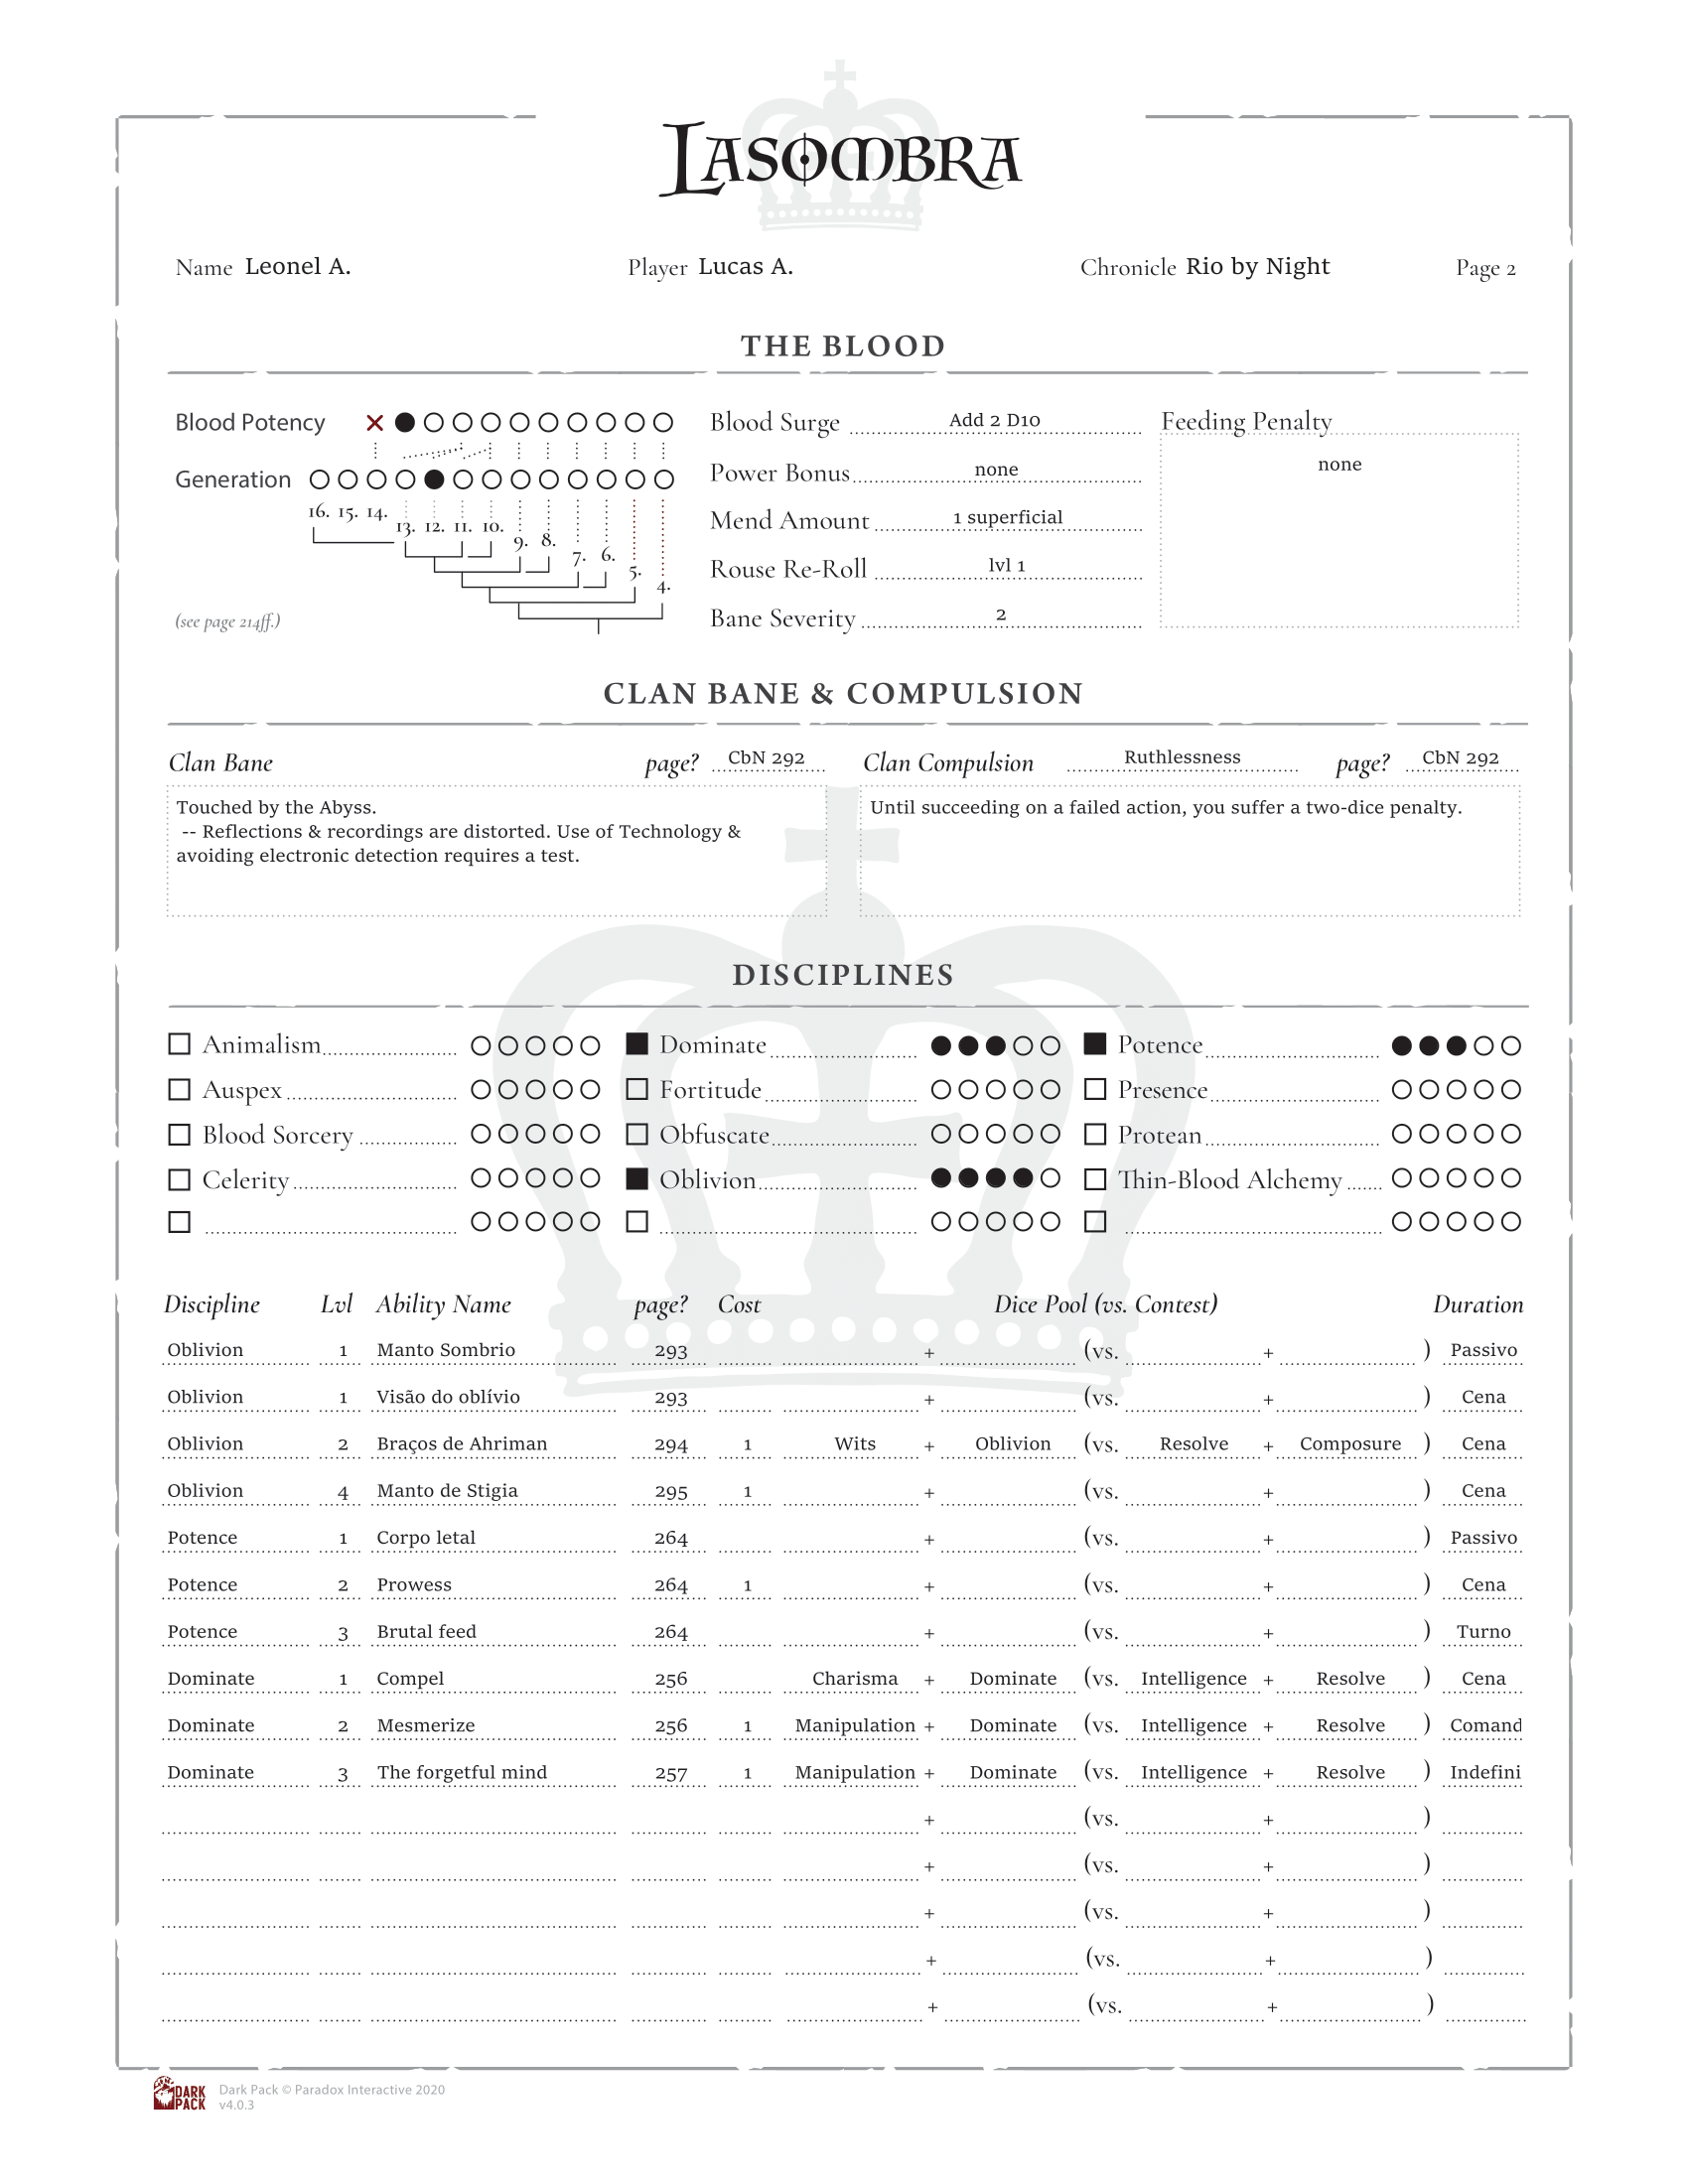 LASOMBRA
Name Leonel A. Player Lucas A. Chronicle Rio by Night Page 2
THE BLOOD
Blood Potency
Generation
16. 15. 14. 13. 12. 11. 10. 9. 8. 7. 6. 5. 4.
(see page 214ff.)
Blood Surge Add 2 D10
Power Bonus none
Mend Amount 1 superficial
Rouse Re-Roll lvl 1
Bane Severity 2
Feeding Penalty
none
CLAN BANE & COMPULSION
Clan Bane page? CbN 292
Touched by the Abyss.
-- Reflections & recordings are distorted. Use of Technology &
avoiding electronic detection requires a test.
Clan Compulsion Ruthlessness page? CbN 292
Until succeeding on a failed action, you suffer a two-dice penalty.
DISCIPLINES
Animalism Dominate Potence
Auspex Fortitude Presence
Blood Sorcery Obfuscate Protean
Celerity Oblivion Thin-Blood Alchemy
Discipline Lvl Ability Name page? Cost Dice Pool (vs. Contest) Duration
Oblivion 1 Manto Sombrio 293 + (vs. + ) Passivo
Oblivion 1 Visão do oblívio 293 + (vs. + ) Cena
Oblivion 2 Braços de Ahriman 294 1 Wits + Oblivion (vs. Resolve + Composure ) Cena
Oblivion 4 Manto de Stigia 295 1 + (vs. + ) Cena
Potence 1 Corpo letal 264 + (vs. + ) Passivo
Potence 2 Prowess 264 1 + (vs. + ) Cena
Potence 3 Brutal feed 264 + (vs. + ) Turno
Dominate 1 Compel 256 Charisma + Dominate (vs. Intelligence + Resolve ) Cena
Dominate 2 Mesmerize 256 1 Manipulation + Dominate (vs. Intelligence + Resolve ) Comand
Dominate 3 The forgetful mind 257 1 Manipulation + Dominate (vs. Intelligence + Resolve ) Indefini
+ (vs. + )
+ (vs. + )
+ (vs. + )
+ (vs. + )
+ (vs. + )
DARK PACK
Dark Pack © Paradox Interactive 2020
v4.0.3